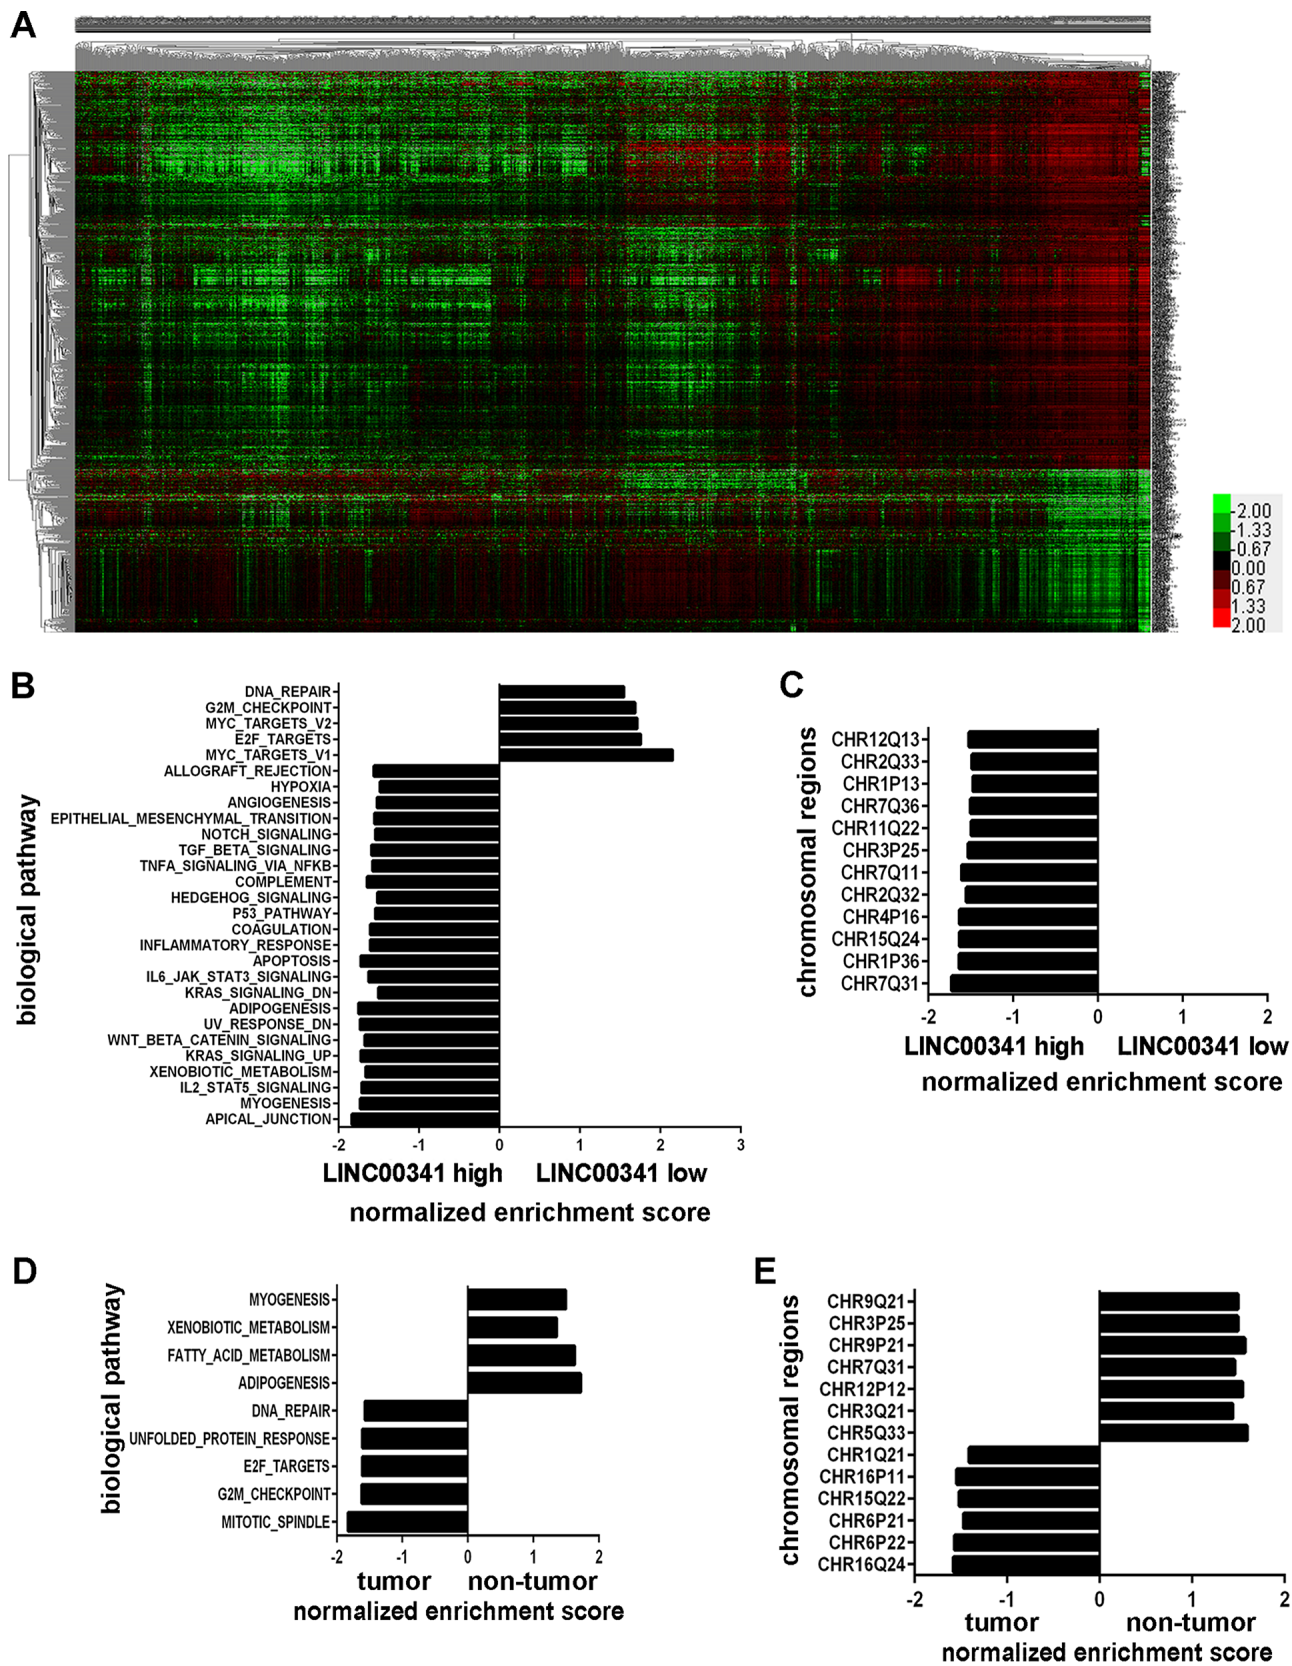 A
-2.00
-1.33
-0.67
0.00
0.67
1.33
2.00
B
biological pathway
DNA_REPAIR
G2M_CHECKPOINT
MYC_TARGETS_V2
E2F_TARGETS
MYC_TARGETS_V1
ALLOGRAFT_REJECTION
HYPOXIA
ANGIOGENESIS
EPITHELIAL_MESENCHYMAL_TRANSITION
NOTCH_SIGNALING
TGF_BETA_SIGNALING
TNFA_SIGNALING_VIA_NFKB
COMPLEMENT
HEDGEHOG_SIGNALING
P53_PATHWAY
COAGULATION
INFLAMMATORY_RESPONSE
APOPTOSIS
IL6_JAK_STAT3_SIGNALING
KRAS_SIGNALING_DN
ADIPOGENESIS
UV_RESPONSE_DN
WNT_BETA_CATENIN_SIGNALING
KRAS_SIGNALING_UP
XENOBIOTIC_METABOLISM
IL2_STAT5_SIGNALING
MYOGENESIS
APICAL_JUNCTION
-2 -1 0 1 2 3
LINC00341 high LINC00341 low
normalized enrichment score
C
chromosomal regions
CHR12Q13
CHR2Q33
CHR1P13
CHR7Q36
CHR11Q22
CHR3P25
CHR7Q11
CHR2Q32
CHR4P16
CHR15Q24
CHR1P36
CHR7Q31
-2 -1 0 1 2
LINC00341 high LINC00341 low
normalized enrichment score
D
biological pathway
MYOGENESIS
XENOBIOTIC_METABOLISM
FATTY_ACID_METABOLISM
ADIPOGENESIS
DNA_REPAIR
UNFOLDED_PROTEIN_RESPONSE
E2F_TARGETS
G2M_CHECKPOINT
MITOTIC_SPINDLE
-2 -1 0 1 2
tumor non-tumor
normalized enrichment score
E
chromosomal regions
CHR9Q21
CHR3P25
CHR9P21
CHR7Q31
CHR12P12
CHR3Q21
CHR5Q33
CHR1Q21
CHR16P11
CHR15Q22
CHR6P21
CHR6P22
CHR16Q24
-2 -1 0 1 2
tumor non-tumor
normalized enrichment score